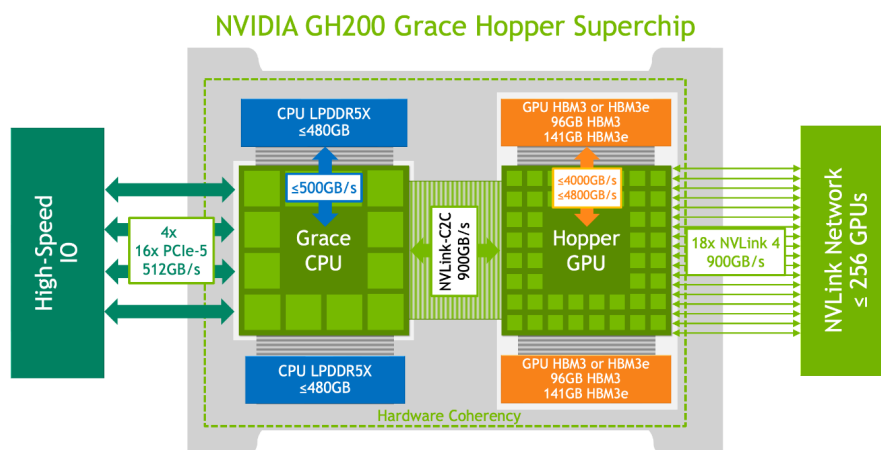 NVIDIA GH200 Grace Hopper Superchip
High-Speed
IO
4x
16x PCIe-5
512GB/s
CPU LPDDR5X
≤480GB
≤500GB/s
Grace
CPU
CPU LPDDR5X
≤480GB
NVLink-C2C
900GB/s
GPU HBM3 or HBM3e
96GB HBM3
141GB HBM3e
≤4000GB/s
≤4800GB/s
Hopper
GPU
GPU HBM3 or HBM3e
96GB HBM3
141GB HBM3e
18x NVLink 4
900GB/s
NVLink Network
≤ 256 GPUs
Hardware Coherency